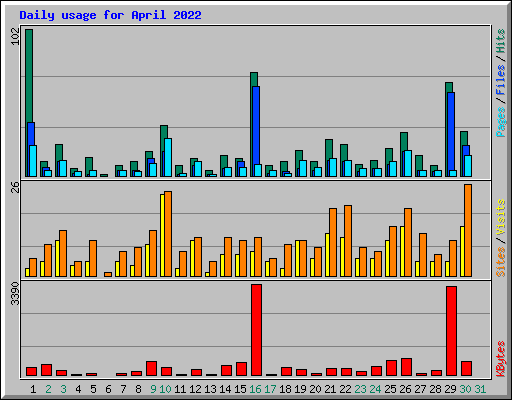 Daily usage for April 2022
102
Pages / Files / Hits
26
Sites / Visits
3390
KBytes
1 2 3 4 5 6 7 8 9 10 11 12 13 14 15 16 17 18 19 20 21 22 23 24 25 26 27 28 29 30 31